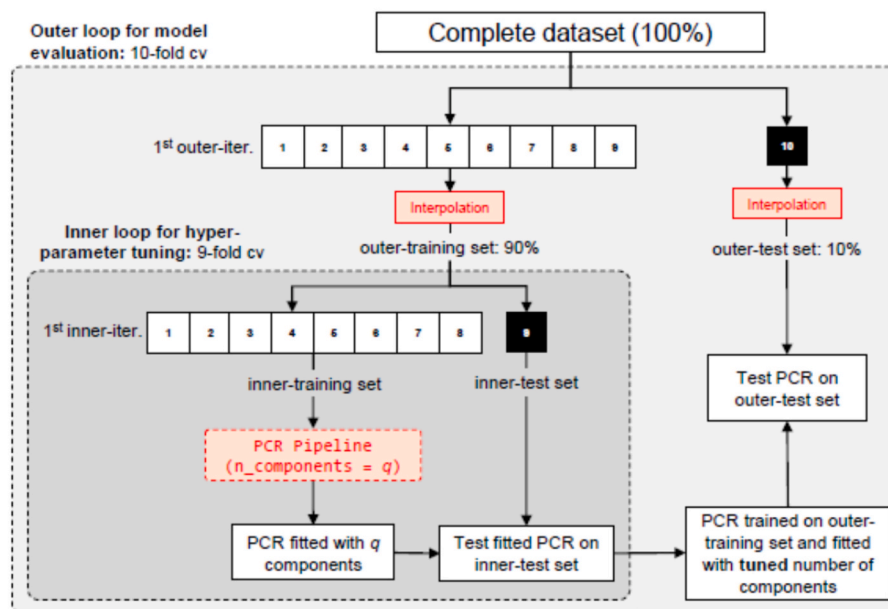 Outer loop for model
evaluation: 10-fold cv
Complete dataset (100%)
1st outer-iter.
1 2 3 4 5 6 7 8 9
10
Interpolation
Interpolation
Inner loop for hyper-
parameter tuning: 9-fold cv
outer-training set: 90%
outer-test set: 10%
1st inner-iter.
1 2 3 4 5 6 7 8
9
inner-training set
inner-test set
Test PCR on
outer-test set
PCR Pipeline
(n_components = q)
PCR fitted with q
components
Test fitted PCR on
inner-test set
PCR trained on outer-
training set and fitted
with tuned number of
components